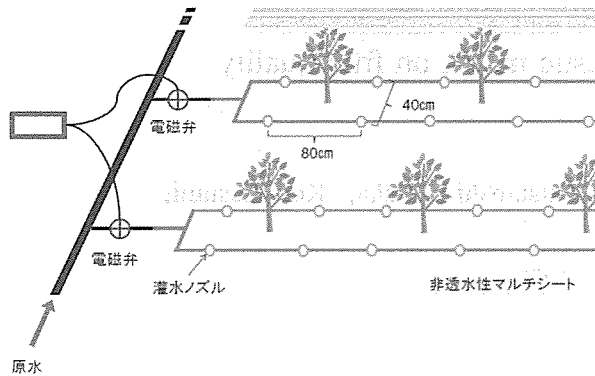 40cm
電磁弁
80cm
電磁弁
灌水ノズル
非透水性マルチシート
原水